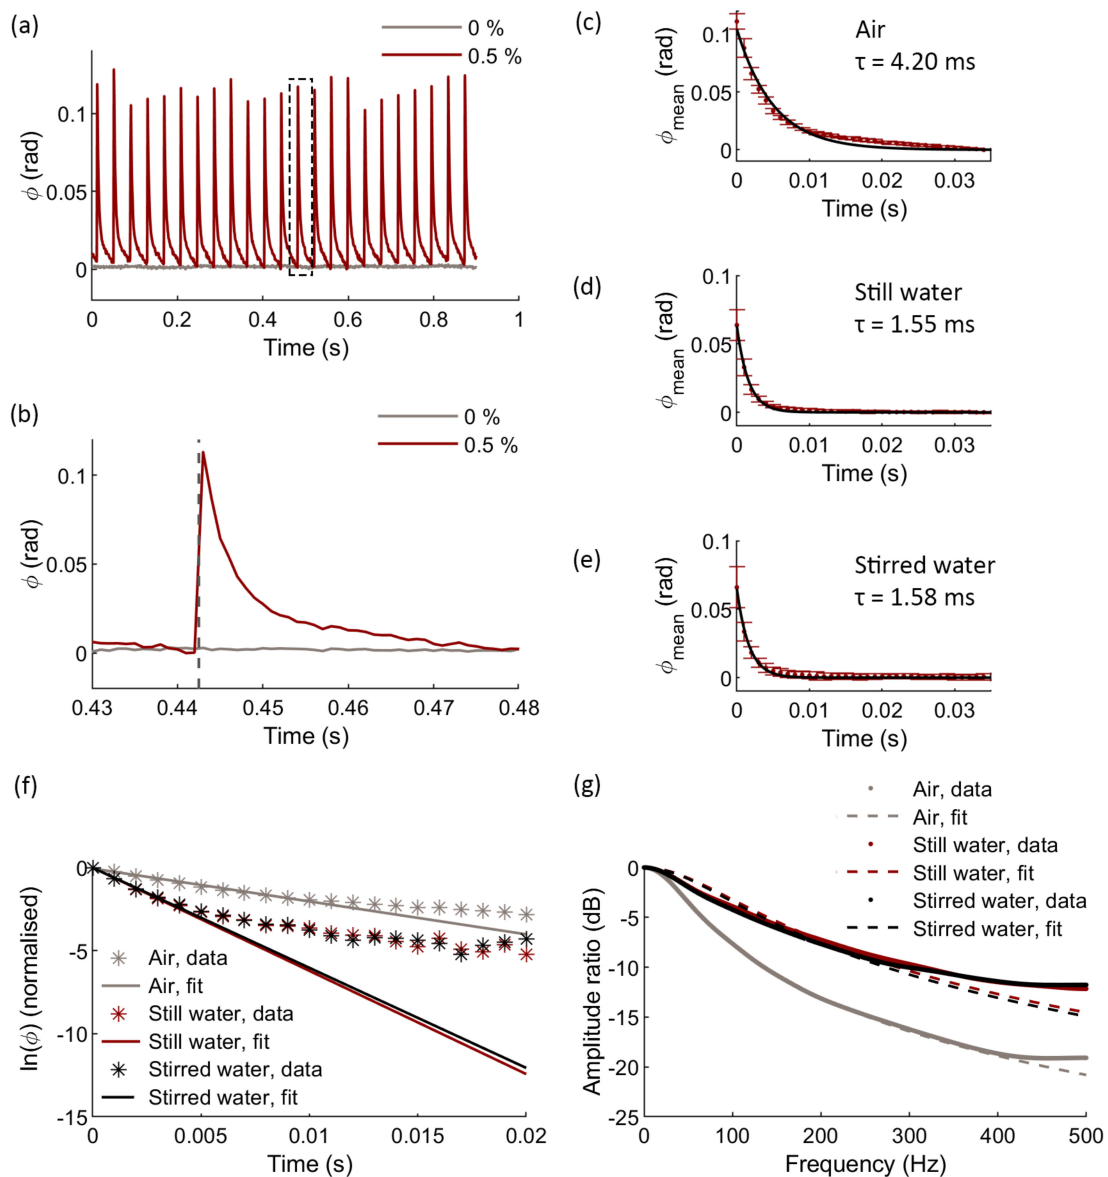 (a)
0 %
0.5 %
0.1
0.05
0
ϕ (rad)
0 0.2 0.4 0.6 0.8 1
Time (s)
(b)
0 %
0.5 %
0.1
0.05
0
ϕ (rad)
0.43 0.44 0.45 0.46 0.47 0.48
Time (s)
(c)
Air
τ = 4.20 ms
0.1
0.05
0
ϕmean (rad)
0 0.01 0.02 0.03
Time (s)
(d)
Still water
τ = 1.55 ms
0.1
0.05
0
ϕmean (rad)
0 0.01 0.02 0.03
Time (s)
(e)
Stirred water
τ = 1.58 ms
0.1
0.05
0
ϕmean (rad)
0 0.01 0.02 0.03
Time (s)
(f)
0
-5
-10
-15
ln(ϕ) (normalised)
Air, data
Air, fit
Still water, data
Still water, fit
Stirred water, data
Stirred water, fit
0 0.005 0.01 0.015 0.02
Time (s)
(g)
Air, data
Air, fit
Still water, data
Still water, fit
Stirred water, data
Stirred water, fit
0
-5
-10
-15
-20
-25
Amplitude ratio (dB)
0 100 200 300 400 500
Frequency (Hz)